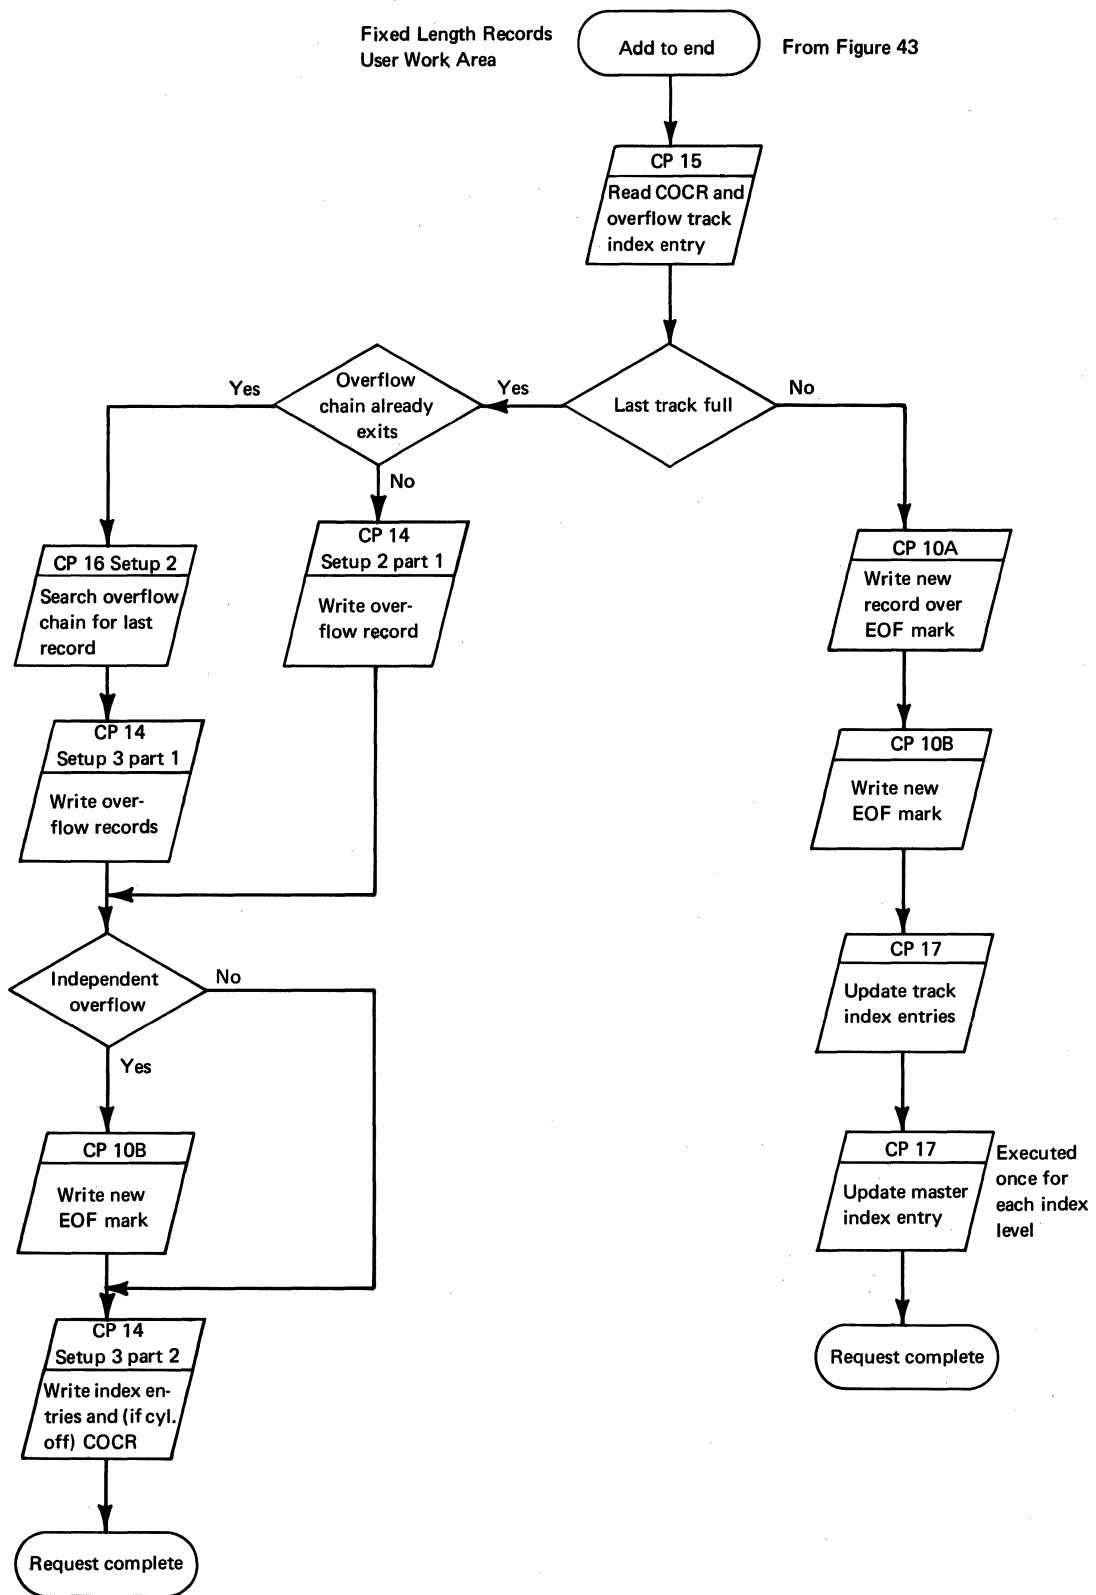 Fixed Length Records
User Work Area
Add to end
From Figure 43
CP 15
Read COCR and
overflow track
index entry
Last track full
Yes
No
Overflow
chain already
exits
Yes
No
CP 16 Setup 2
Search overflow
chain for last
record
CP 14
Setup 2 part 1
Write over-
flow record
CP 14
Setup 3 part 1
Write over-
flow records
Independent
overflow
No
Yes
CP 10B
Write new
EOF mark
CP 14
Setup 3 part 2
Write index en-
tries and (if cyl.
off) COCR
Request complete
CP 10A
Write new
record over
EOF mark
CP 10B
Write new
EOF mark
CP 17
Update track
index entries
CP 17
Update master
index entry
Executed
once for
each index
level
Request complete